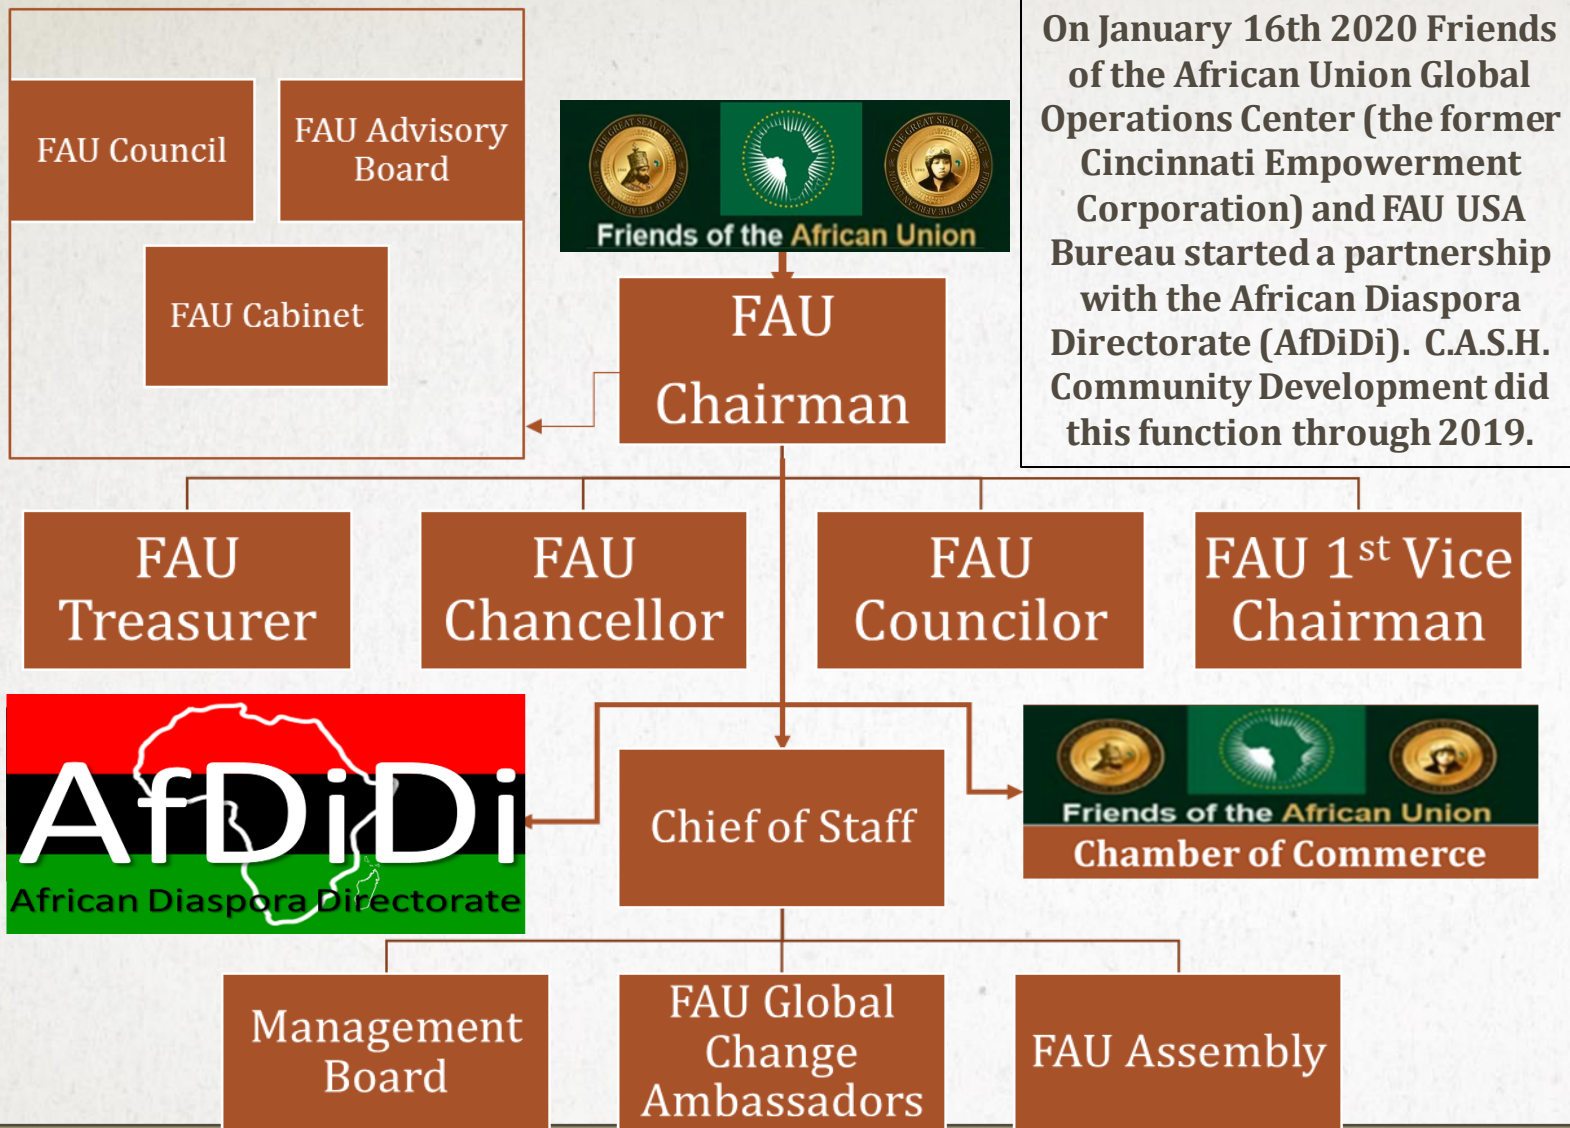 FAU Council
FAU Advisory
Board
FAU Cabinet
Friends of the African Union
FAU
Chairman
On January 16th 2020 Friends
of the African Union Global
Operations Center (the former
Cincinnati Empowerment
Corporation) and FAU USA
Bureau started a partnership
with the African Diaspora
Directorate (AfDiDi). C.A.S.H.
Community Development did
this function through 2019.
FAU
Treasurer
FAU
Chancellor
FAU
Councilor
FAU 1st Vice
Chairman
AfDiDi
African Diaspora Directorate
Chief of Staff
Friends of the African Union
Chamber of Commerce
Management
Board
FAU Global
Change
Ambassadors
FAU Assembly